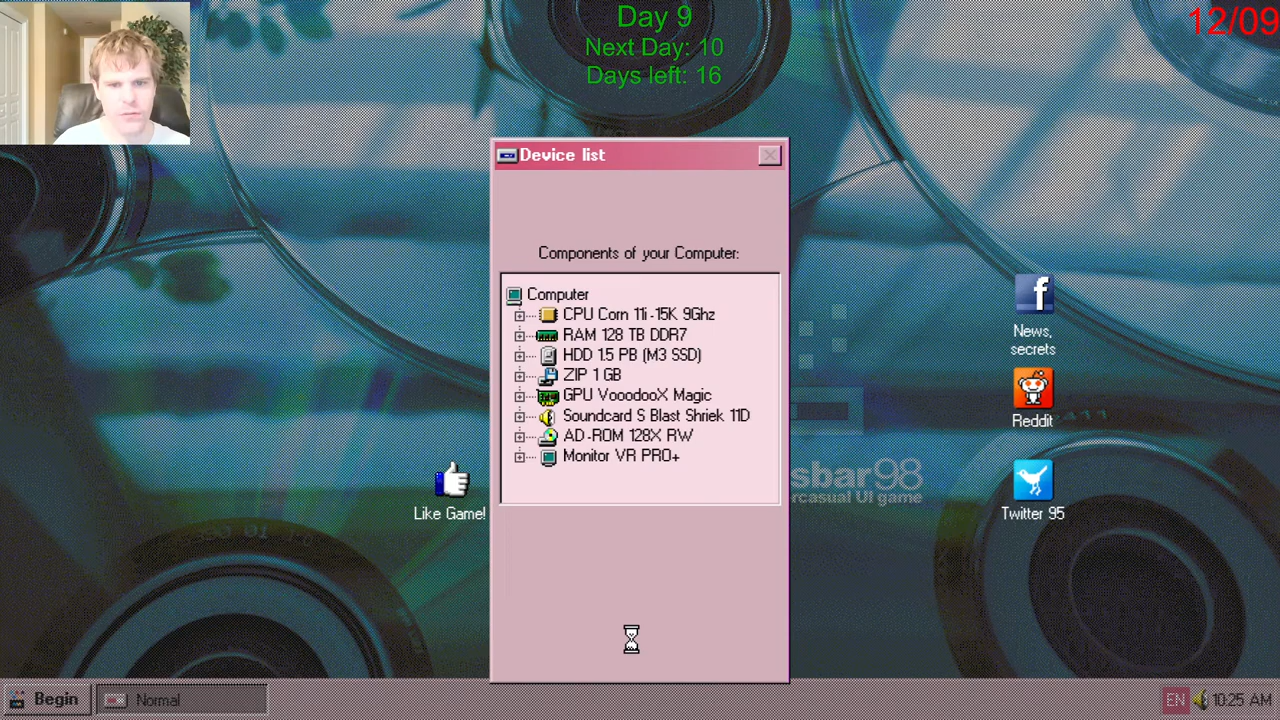 Day 9
Next Day: 10
Days left: 16
12/09
Device list
Components of your Computer:
Computer
CPU Corn 11i-15K 9Ghz
RAM 128 TB DDR7
HDD 1.5 PB (M3 SSD)
ZIP 1 GB
GPU VooodooX Magic
Soundcard S Blast Shriek 11D
AD-ROM 128X RW
Monitor VR PRO+
News,
secrets
Reddit
Twitter 95
Like Game!
sbar98
rcasual UI game
Begin
Normal
EN
10:25 AM